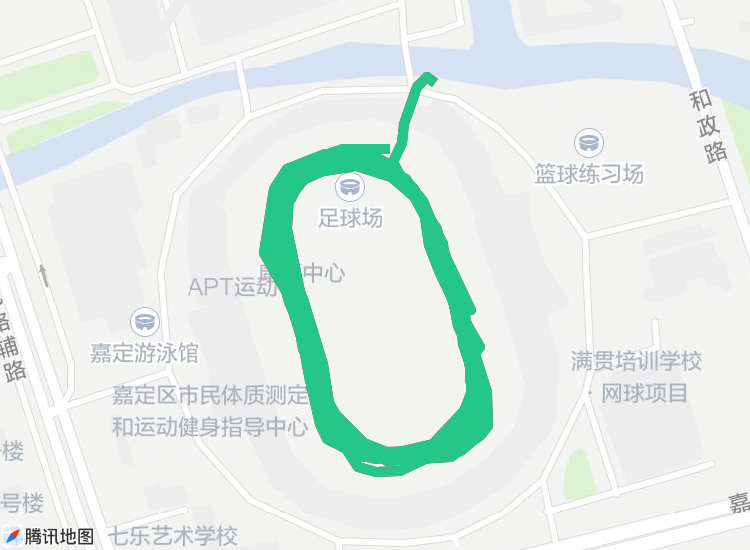 和政路
篮球练习场
足球场
中心
APT运动
嘉定游泳馆
路辅路
满贯培训学校
·网球项目
嘉定区市民体质测定
和运动健身指导中心
楼
号楼
嘉
腾讯地图
七乐艺术学校